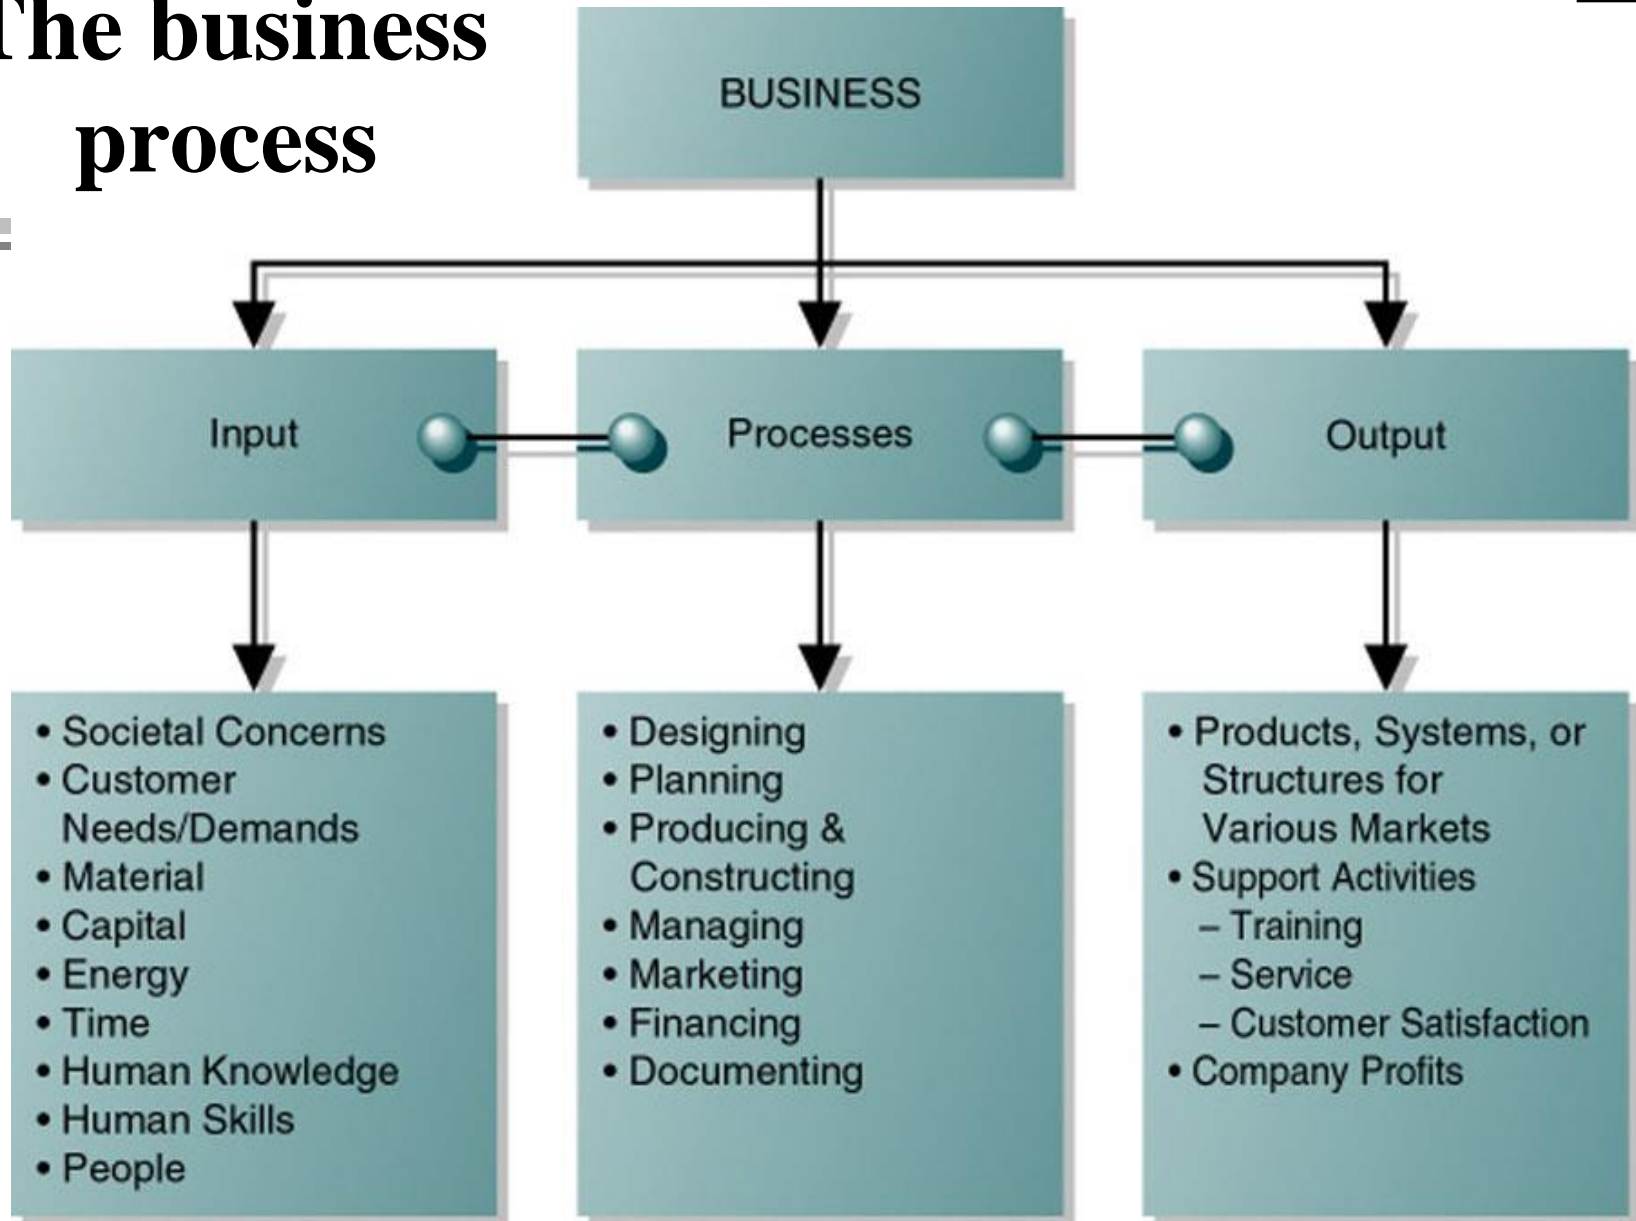 The business
process
BUSINESS
Input
Processes
Output
• Societal Concerns
• Customer
Needs/Demands
• Material
• Capital
• Energy
• Time
• Human Knowledge
• Human Skills
• People
• Designing
• Planning
• Producing &
Constructing
• Managing
• Marketing
• Financing
• Documenting
• Products, Systems, or
Structures for
Various Markets
• Support Activities
– Training
– Service
– Customer Satisfaction
• Company Profits